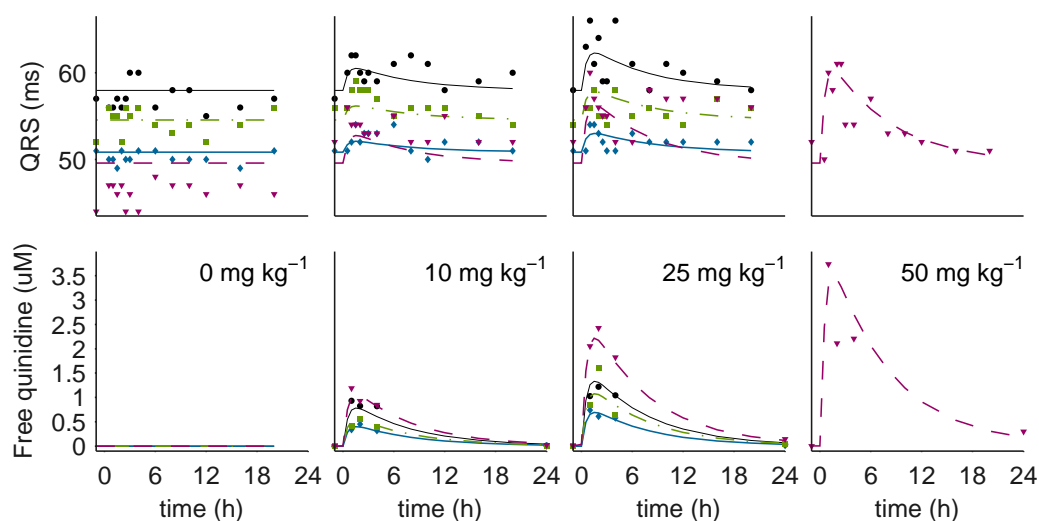 QRS (ms)
60
50
Free quinidine (uM)
3.5
3
2.5
2
1.5
1
0.5
0
0 mg kg⁻¹
10 mg kg⁻¹
25 mg kg⁻¹
50 mg kg⁻¹
0 6 12 18 24
0 6 12 18 24
0 6 12 18 24
0 6 12 18 24
time (h)
time (h)
time (h)
time (h)